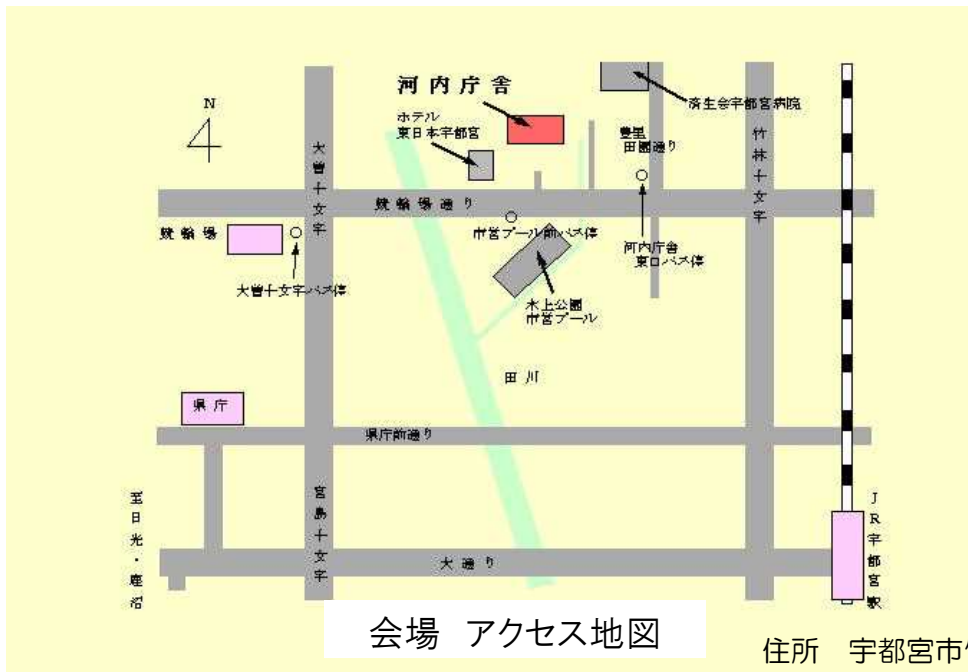 河内庁舎
済生会宇都宮病院
N
ホテル
東日本宇都宮
豊里
田園通り
大曽十文字
竹林十文字
競輪場通り
競輪場
市営プール前バス停
河内庁舎
東口バス停
大曽十文字バス停
水上公園
市営プール
田川
県庁
県庁前通り
至日光・鹿沼
宮島十文字
JR宇都宮駅
大通り
会場 アクセス地図
住所 宇都宮市